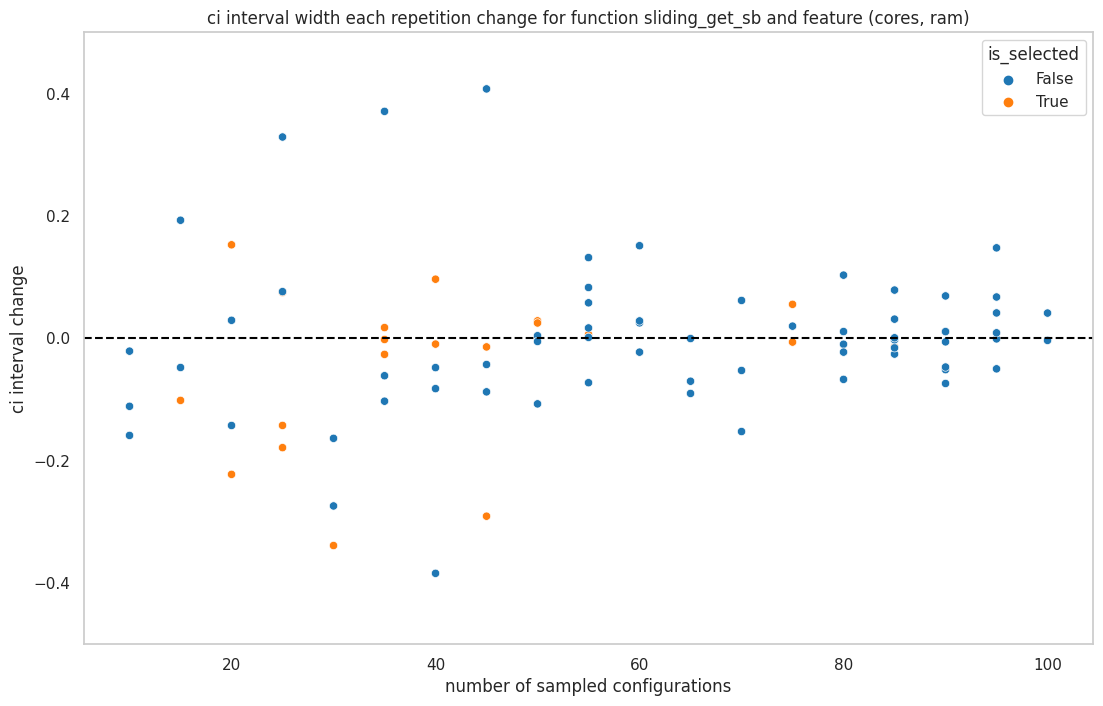 ci interval width each repetition change for function sliding_get_sb and feature (cores, ram)
is_selected
False
True
0.4
0.2
0.0
−0.2
−0.4
ci interval change
20
40
60
80
100
number of sampled configurations